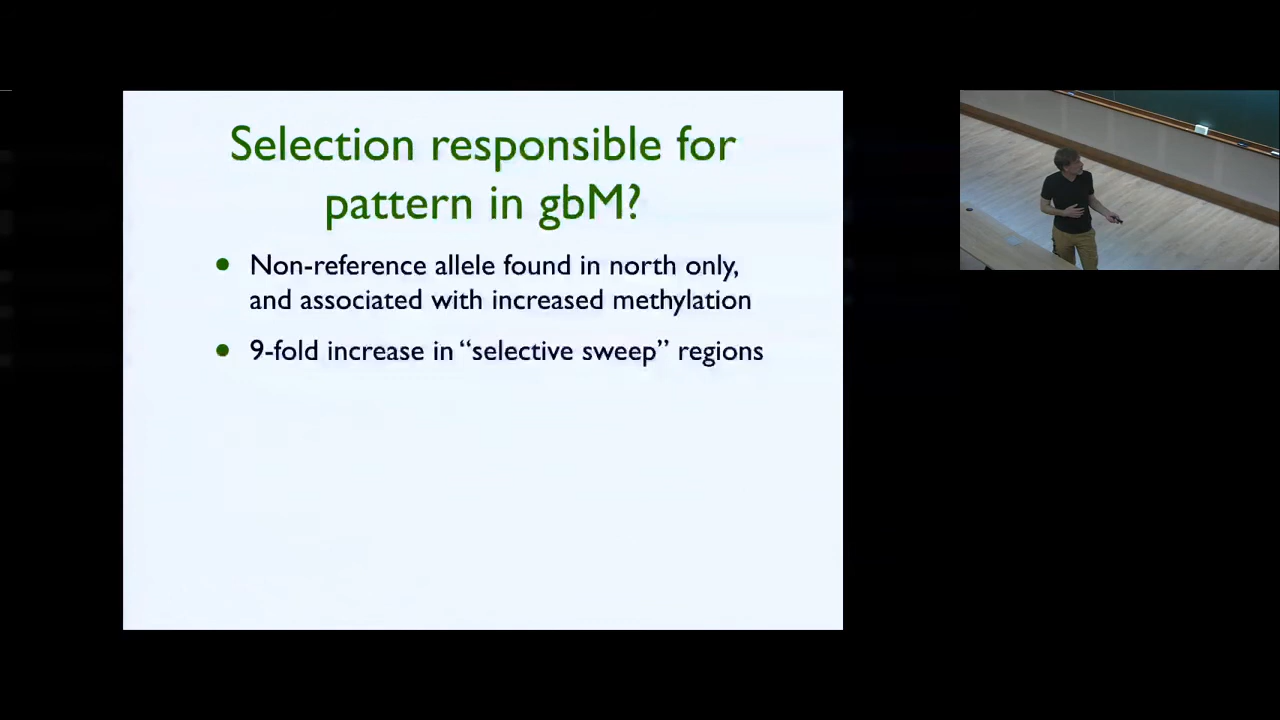 Selection responsible for
pattern in gbM?
• Non-reference allele found in north only,
and associated with increased methylation
• 9-fold increase in “selective sweep” regions